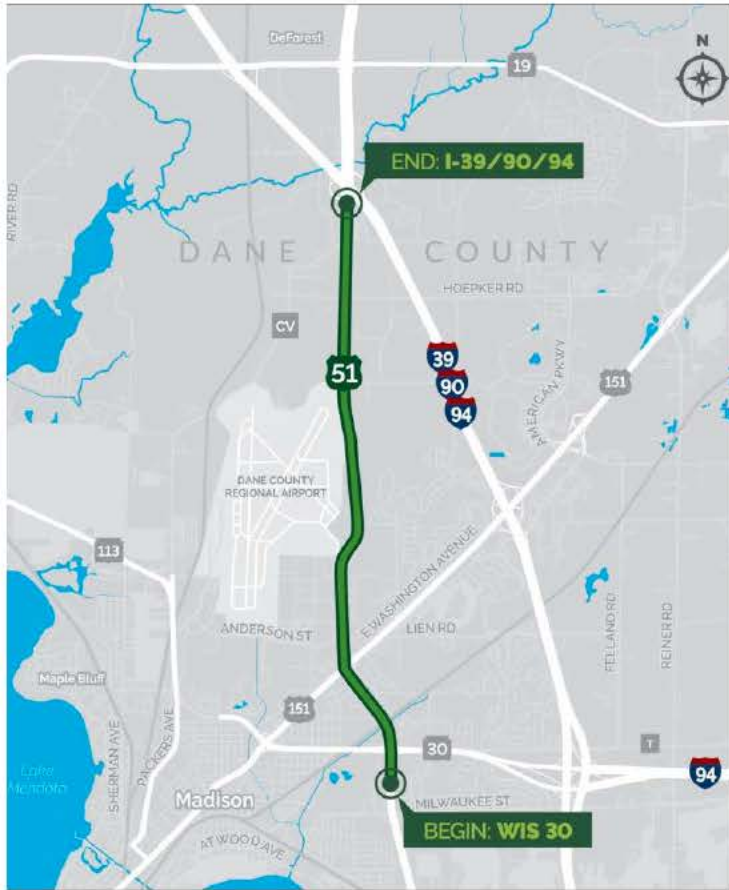 DeForest
19
N
END: I-39/90/94
RIVER RD
DANE COUNTY
HOEPKER RD
CV
39
51
90
151
94
AMERICAN PKWY
DANE COUNTY
REGIONAL AIRPORT
113
E WASHINGTON AVENUE
ANDERSON ST
LIEN RD
FELLAND RD
REINER RD
Maple Bluff
151
SHERMAN AVE
PACKERS AVE
30
T
94
Lake
Mendota
Madison
MILWAUKEE ST
ATWOOD AVE
BEGIN: WIS 30